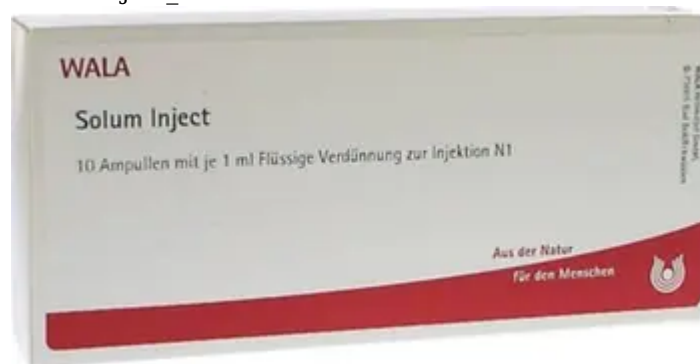 WALA
Solum Inject
10 Ampullen mit je 1 ml Flüssige Verdünnung zur Injektion N1
Aus der Natur
Für den Menschen